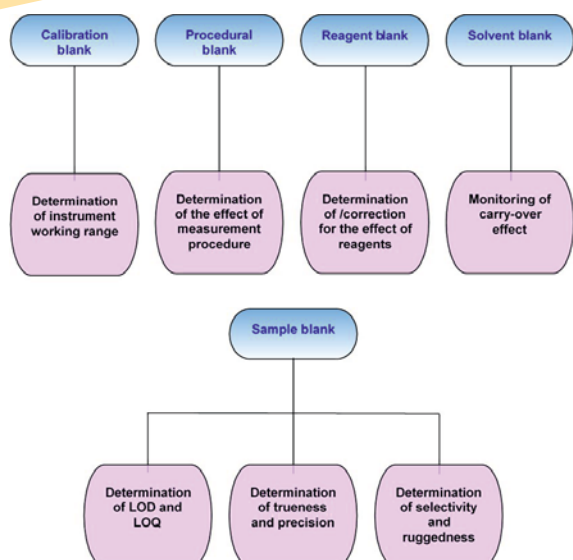 Calibration
blank
Procedural
blank
Reagent blank
Solvent blank
Determination
of instrument
working range
Determination
of the effect of
measurement
procedure
Determination
of /correction
for the effect of
reagents
Monitoring of
carry-over
effect
Sample blank
Determination
of LOD and
LOQ
Determination
of trueness
and precision
Determination
of selectivity
and
ruggedness